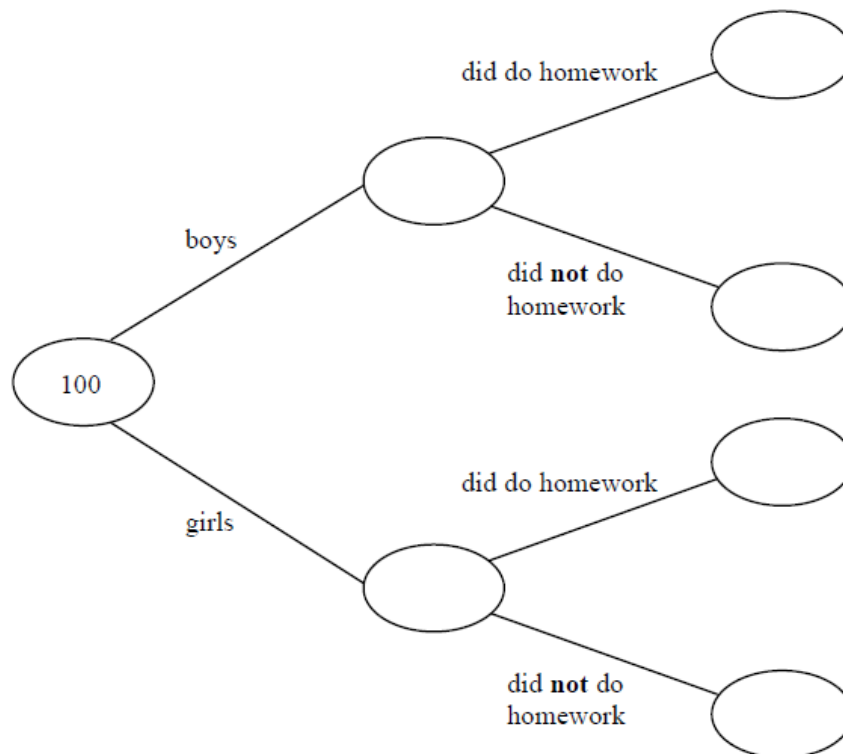 did do homework
boys
did not do
homework
100
did do homework
girls
did not do
homework